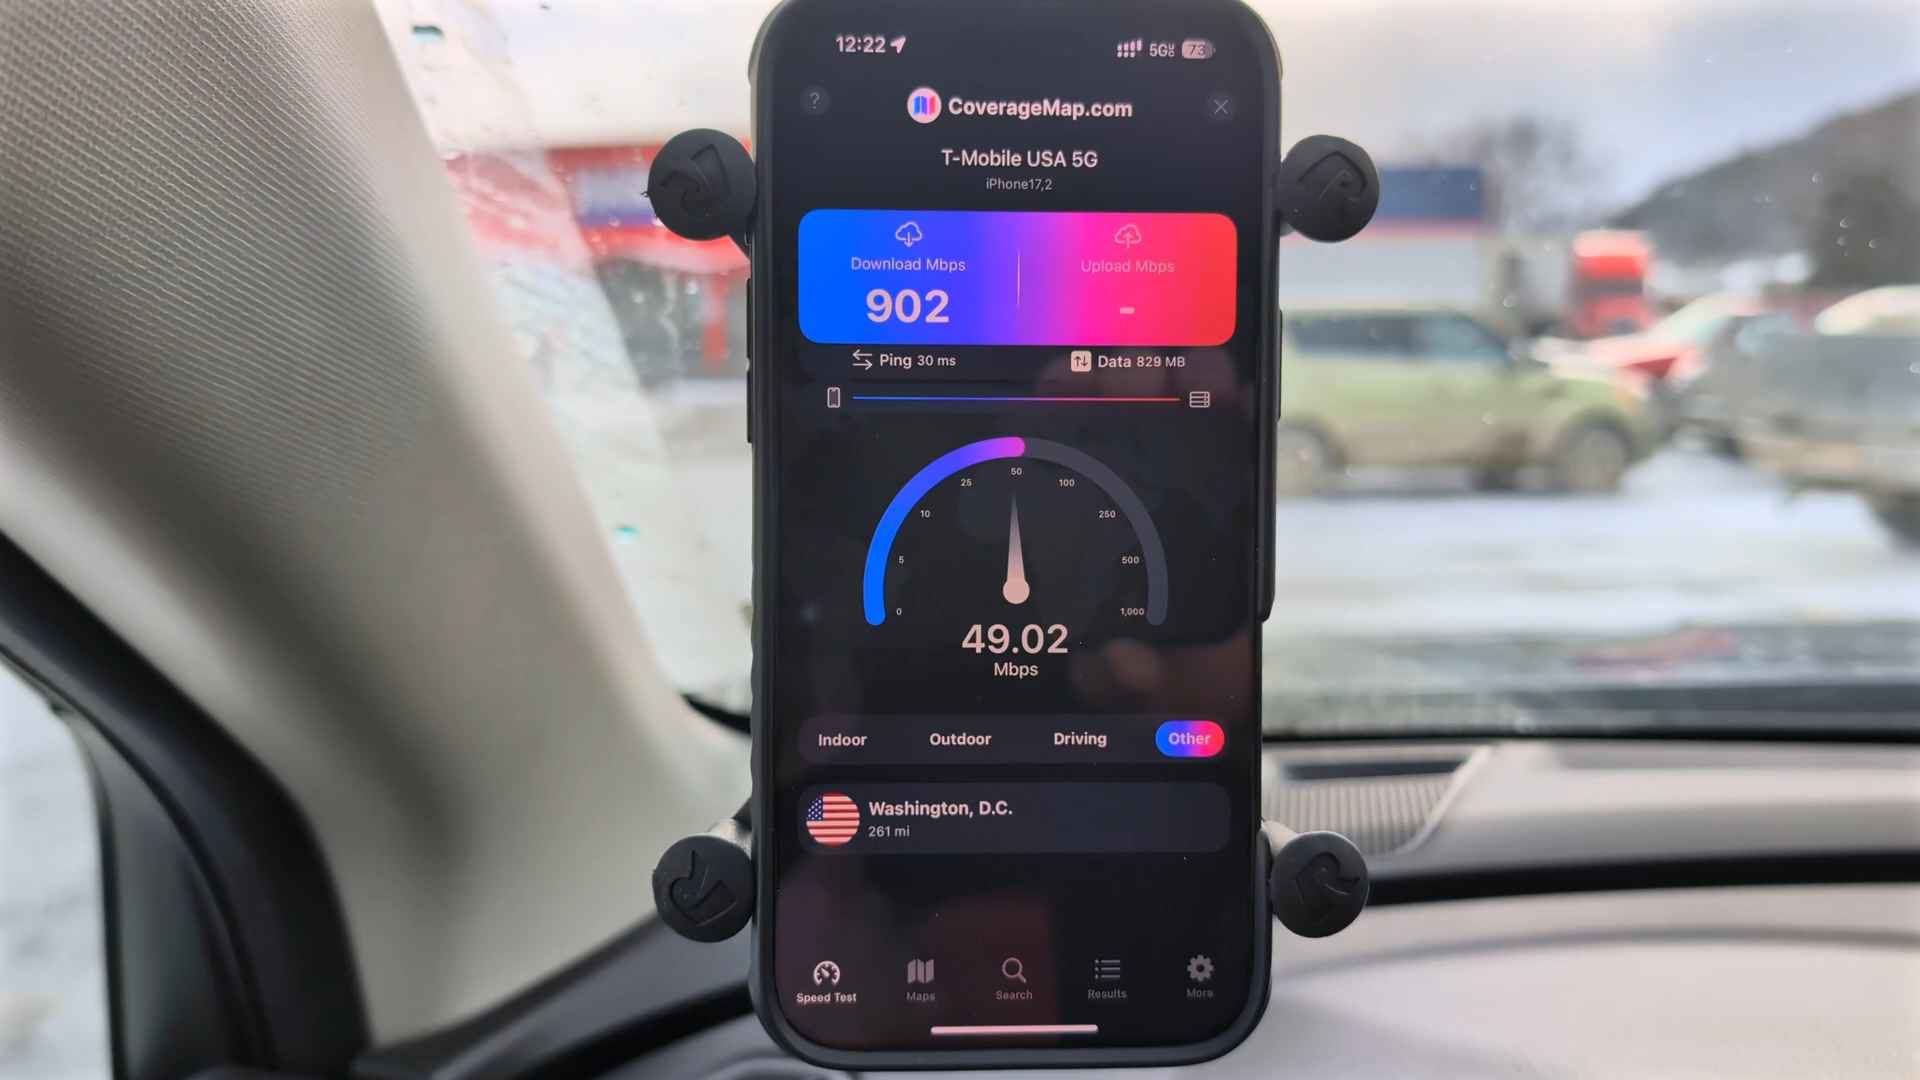 12:22
5GUC 73
?
CoverageMap.com
T-Mobile USA 5G
iPhone17,2
Download Mbps
Upload Mbps
902
-
Ping 30 ms
Data 829 MB
50
25
100
10
250
5
500
0
1,000
49.02
Mbps
Indoor
Outdoor
Driving
Other
Washington, D.C.
261 mi
Speed Test
Maps
Search
Results
More